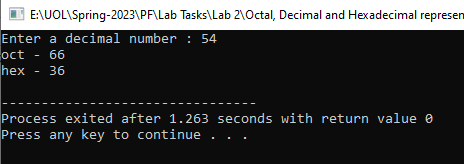 E:\UOL\Spring-2023\PF\Lab Tasks\Lab 2\Octal, Decimal and Hexadecimal represen
Enter a decimal number : 54
oct - 66
hex - 36
--------------------------------
Process exited after 1.263 seconds with return value 0
Press any key to continue . . .